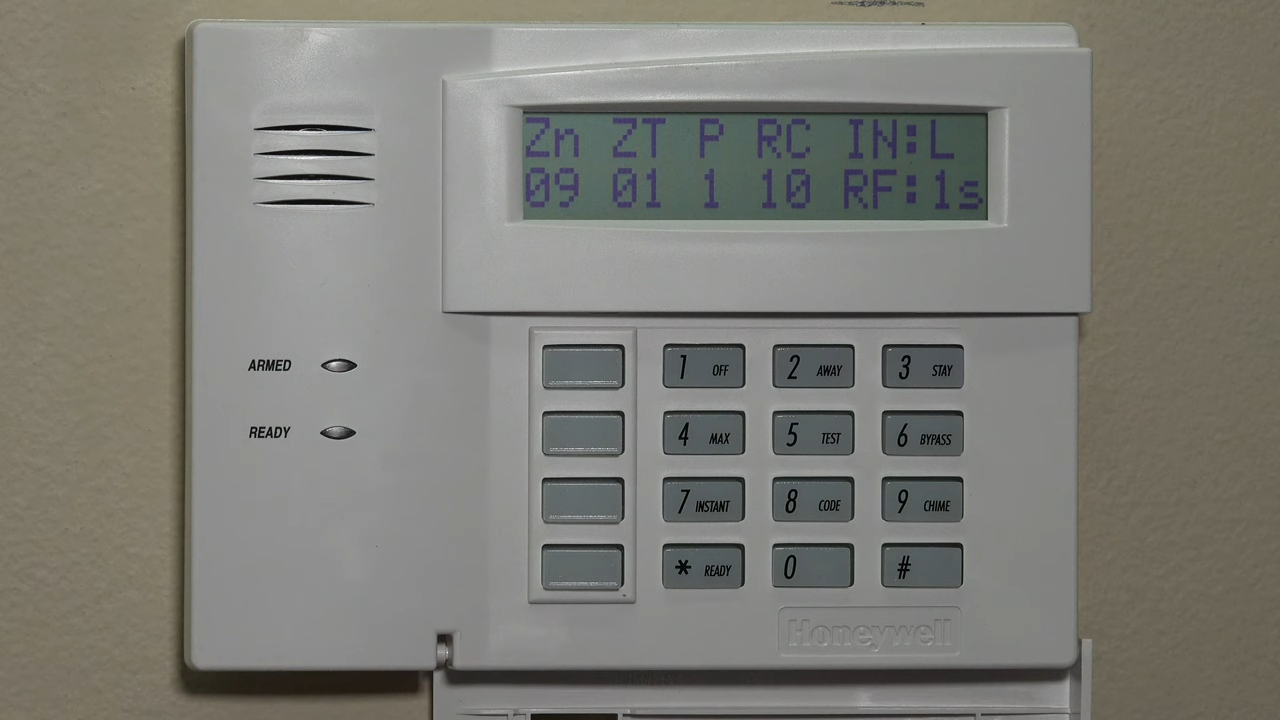 Zn ZT P RC IN:L
09 01 1 10 RF:1s
ARMED
READY
1 OFF 2 AWAY 3 STAY
4 MAX 5 TEST 6 BYPASS
7 INSTANT 8 CODE 9 CHIME
* READY 0 #
Honeywell